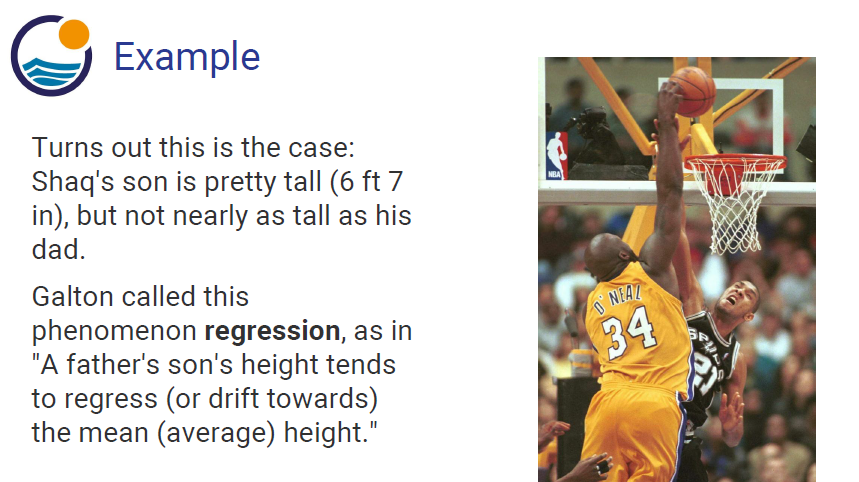 Example
Turns out this is the case:
Shaq's son is pretty tall (6 ft 7
in), but not nearly as tall as his
dad.
Galton called this
phenomenon regression, as in
"A father's son's height tends
to regress (or drift towards)
the mean (average) height."
NBA
O'NEAL
34
SPURS
21